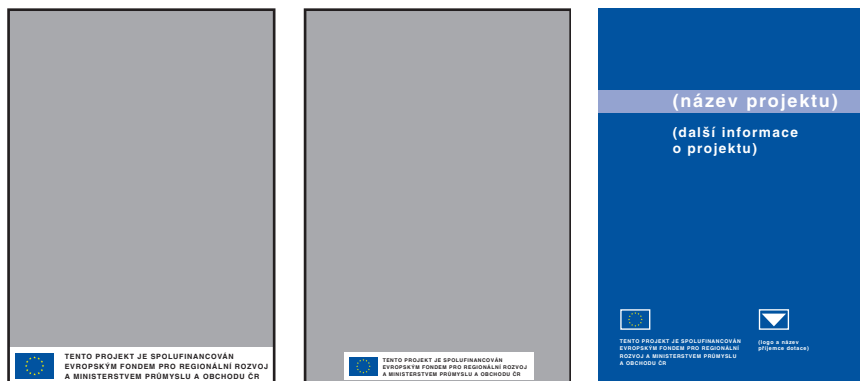 TENTO PROJEKT JE SPOLUFINANCOVÁN
EVROPSKÝM FONDEM PRO REGIONÁLNÍ ROZVOJ
A MINISTERSTVEM PRŮMYSLU A OBCHODU ČR
TENTO PROJEKT JE SPOLUFINANCOVÁN
EVROPSKÝM FONDEM PRO REGIONÁLNÍ ROZVOJ
A MINISTERSTVEM PRŮMYSLU A OBCHODU ČR
(název projektu)
(další informace
o projektu)
TENTO PROJEKT JE SPOLUFINANCOVÁN
EVROPSKÝM FONDEM PRO REGIONÁLNÍ
ROZVOJ A MINISTERSTVEM PRŮMYSLU
A OBCHODU ČR
(logo a název
příjemce dotace)